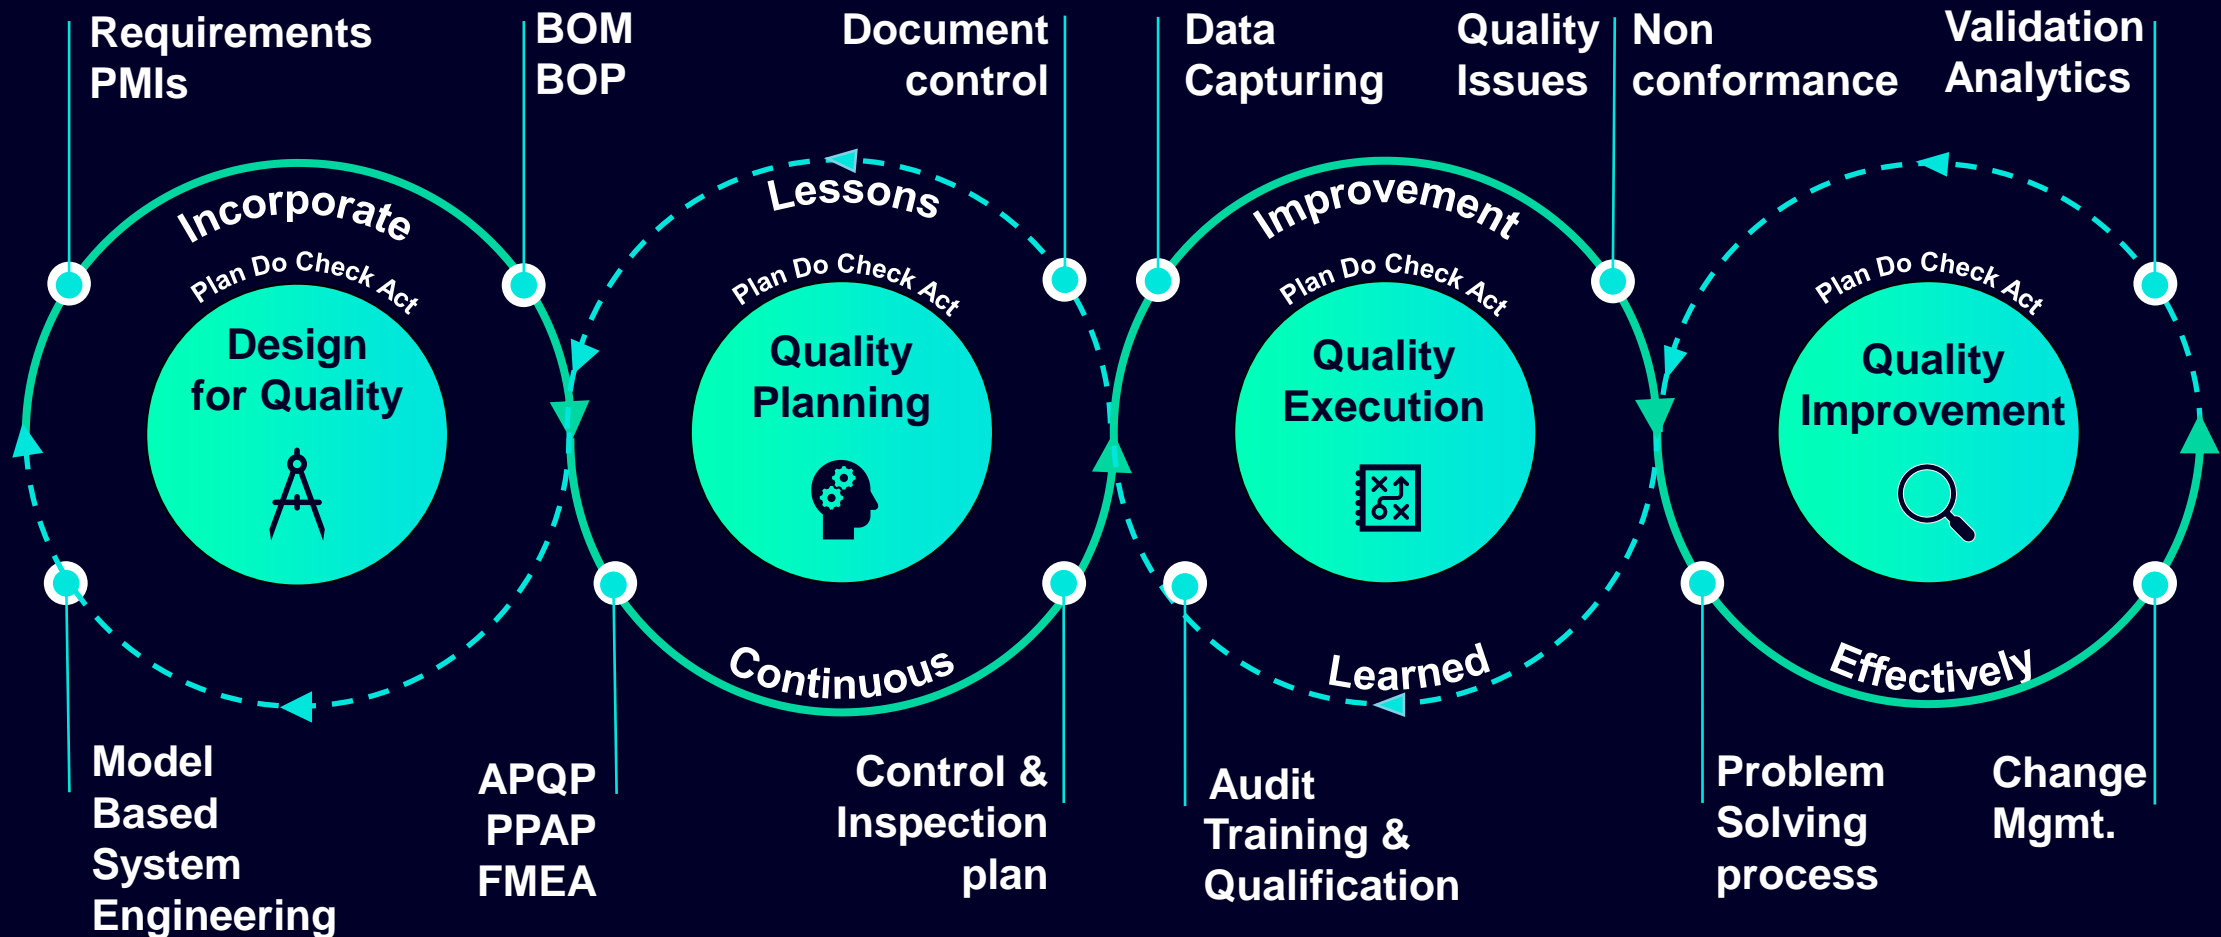 Requirements
PMIs
BOM
BOP
Document
control
Data
Capturing
Quality
Issues
Non
conformance
Validation
Analytics
Incorporate
Plan Do Check Act
Design
for Quality
Lessons
Plan Do Check Act
Quality
Planning
Continuous
Improvement
Plan Do Check Act
Quality
Execution
Learned
Plan Do Check Act
Quality
Improvement
Effectively
Model
Based
System
Engineering
APQP
PPAP
FMEA
Control &
Inspection
plan
Audit
Training &
Qualification
Problem
Solving
process
Change
Mgmt.